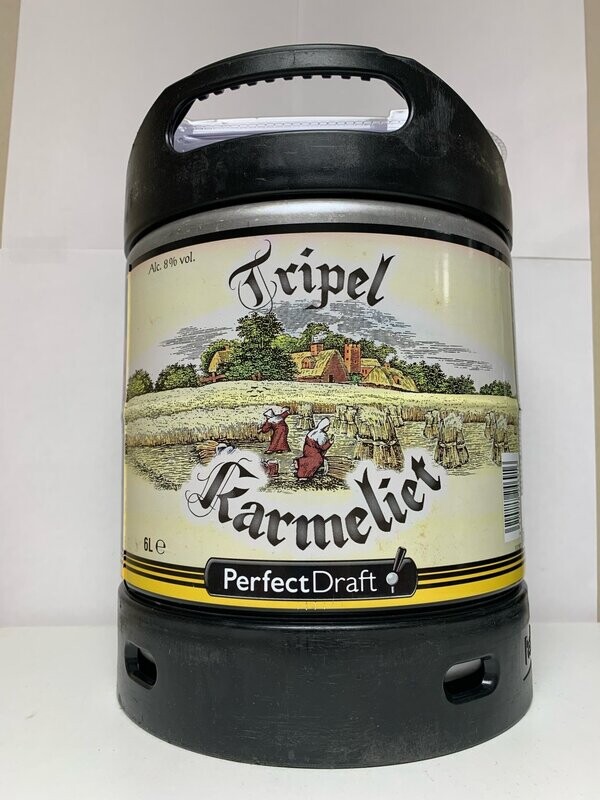 Alc. 8% vol.
Tripel
Karmeliet
6L ℮
PerfectDraft